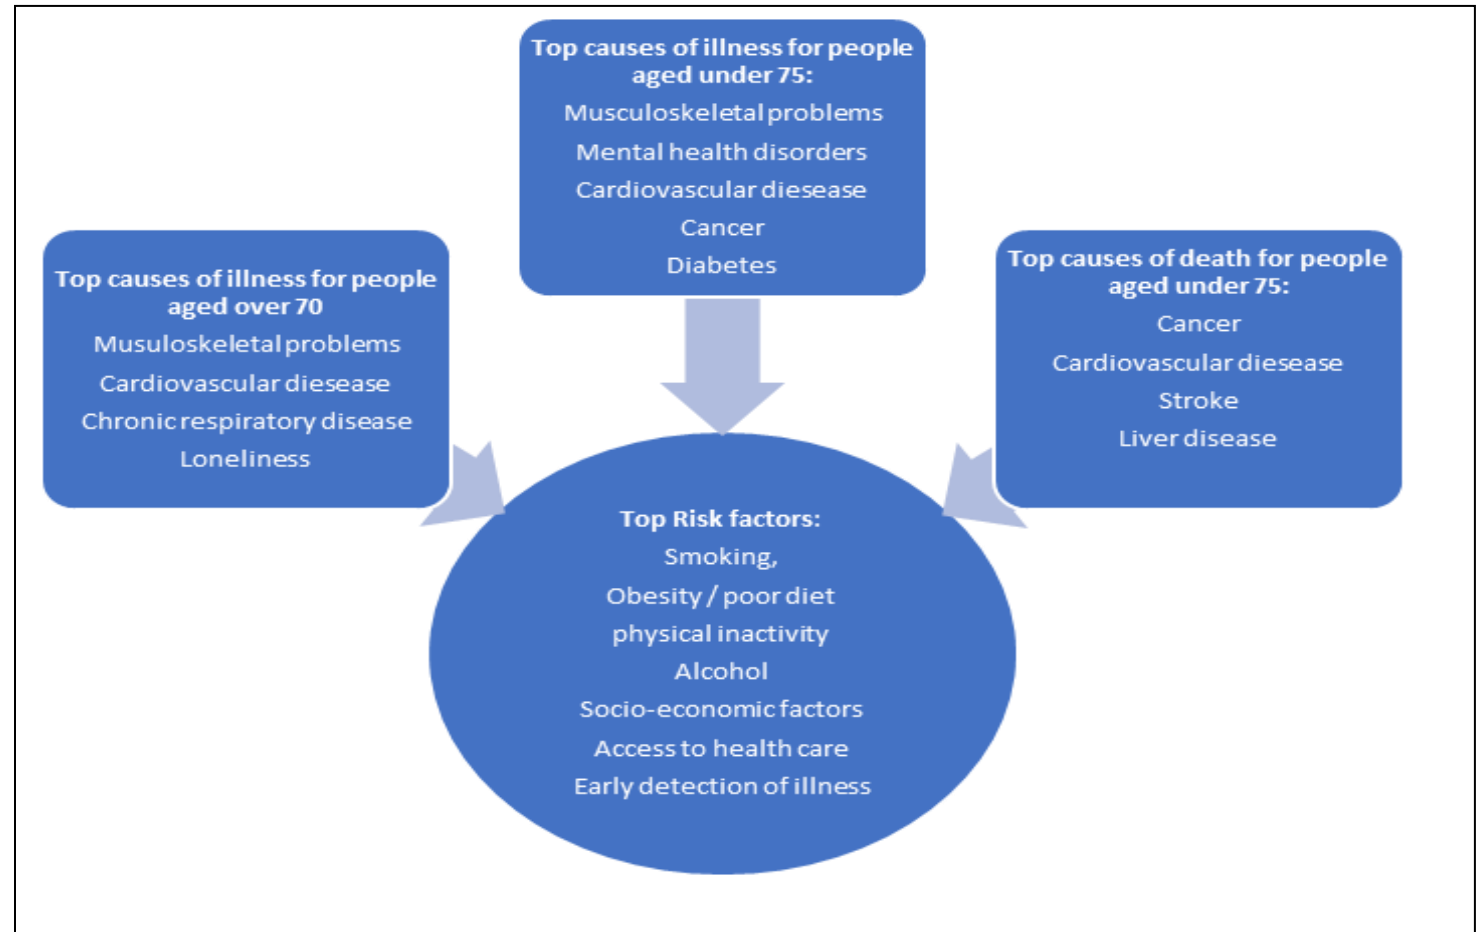 Top causes of illness for people
aged under 75:
Musculoskeletal problems
Mental health disorders
Cardiovascular diesease
Cancer
Diabetes
Top causes of illness for people
aged over 70
Musuloskeletal problems
Cardiovascular diesease
Chronic respiratory disease
Loneliness
Top causes of death for people
aged under 75:
Cancer
Cardiovascular diesease
Stroke
Liver disease
Top Risk factors:
Smoking,
Obesity / poor diet
physical inactivity
Alcohol
Socio-economic factors
Access to health care
Early detection of illness